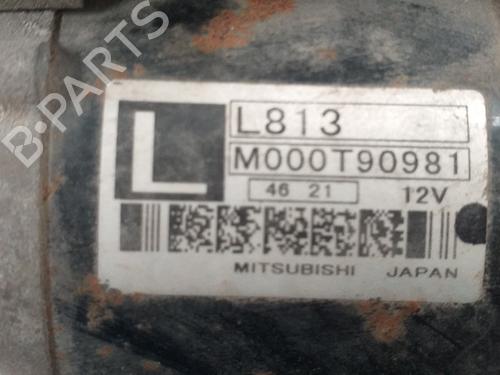 B-PARTS
L
L813
M000T90981
46 21
12V
MITSUBISHI JAPAN